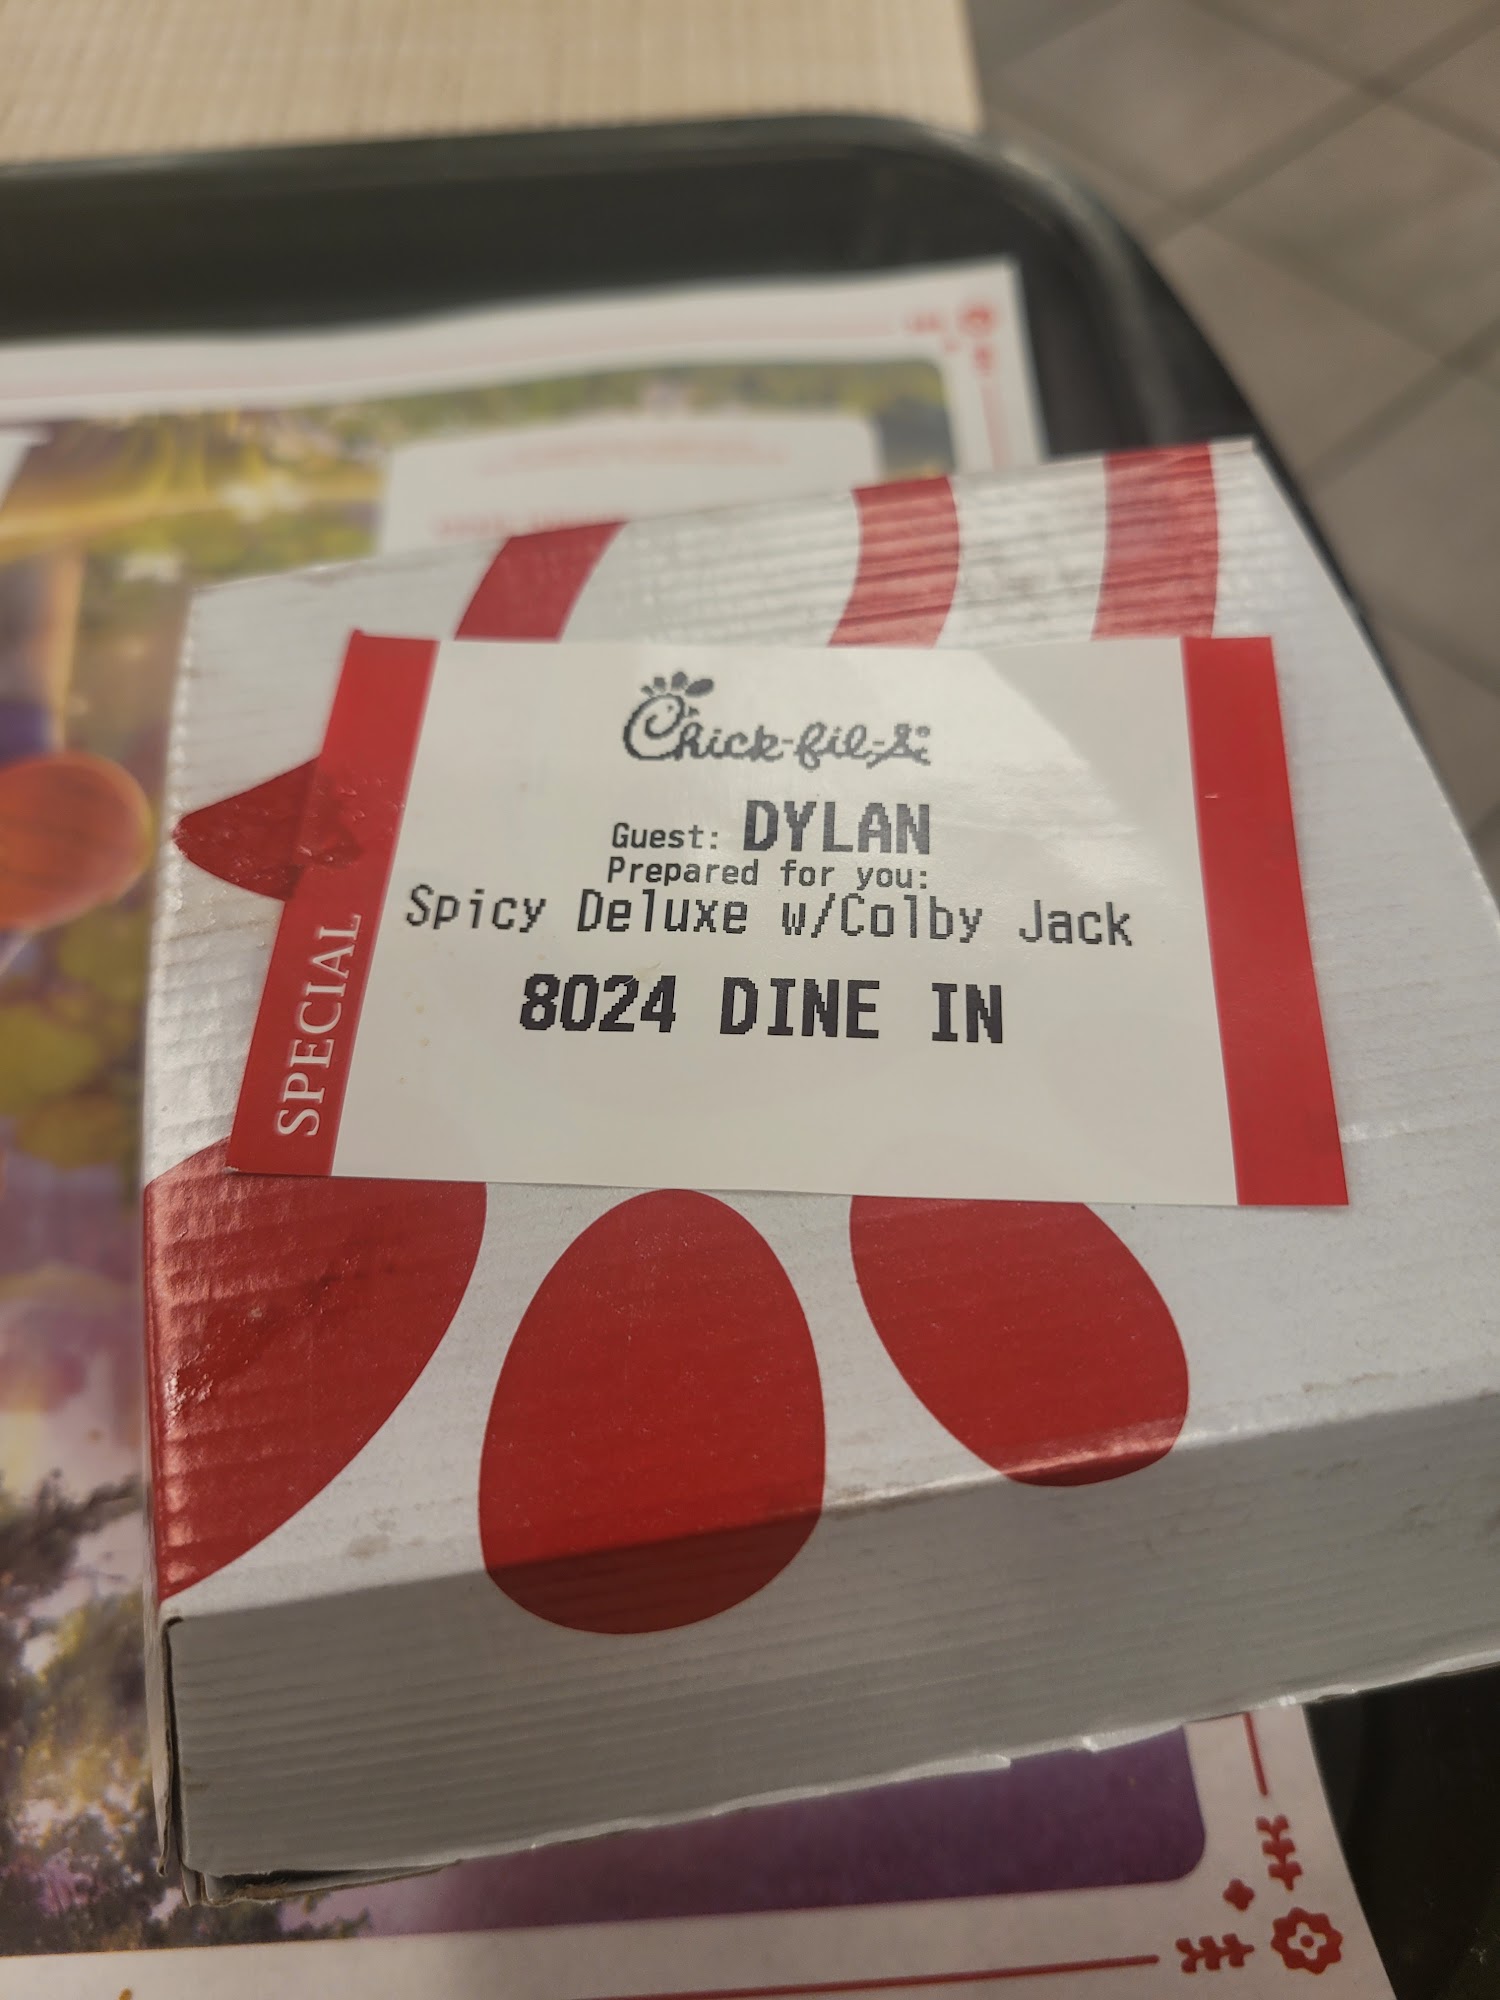 Chick-fil-A
Guest: DYLAN
Prepared for you:
Spicy Deluxe w/Colby Jack
8024 DINE IN
SPECIAL